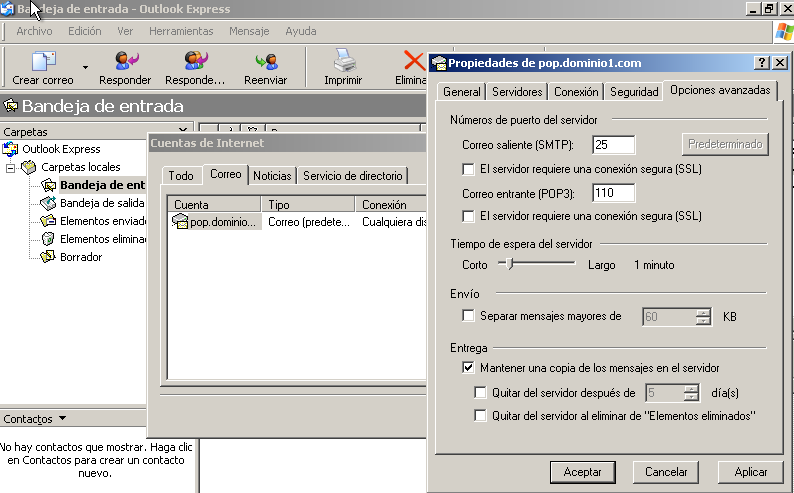 Bandeja de entrada - Outlook Express
Archivo Edición Ver Herramientas Mensaje Ayuda
Crear correo Responder Responde... Reenviar Imprimir Elimina
Bandeja de entrada
Carpetas
Outlook Express
Carpetas locales
Bandeja de ent
Bandeja de salida
Elementos enviado
Elementos elimina
Borrador
Contactos
No hay contactos que mostrar. Haga clic
en Contactos para crear un contacto
nuevo.
Cuentas de Internet
Todo Correo Noticias Servicio de directorio
Cuenta Tipo Conexión
pop.dominio... Correo (predete... Cualquiera dis
Propiedades de pop.dominio1.com
General Servidores Conexión Seguridad Opciones avanzadas
Números de puerto del servidor
Correo saliente (SMTP): 25 Predeterminado
El servidor requiere una conexión segura (SSL)
Correo entrante (POP3): 110
El servidor requiere una conexión segura (SSL)
Tiempo de espera del servidor
Corto Largo 1 minuto
Envío
Separar mensajes mayores de 60 KB
Entrega
Mantener una copia de los mensajes en el servidor
Quitar del servidor después de 5 día(s)
Quitar del servidor al eliminar de "Elementos eliminados"
Aceptar Cancelar Aplicar